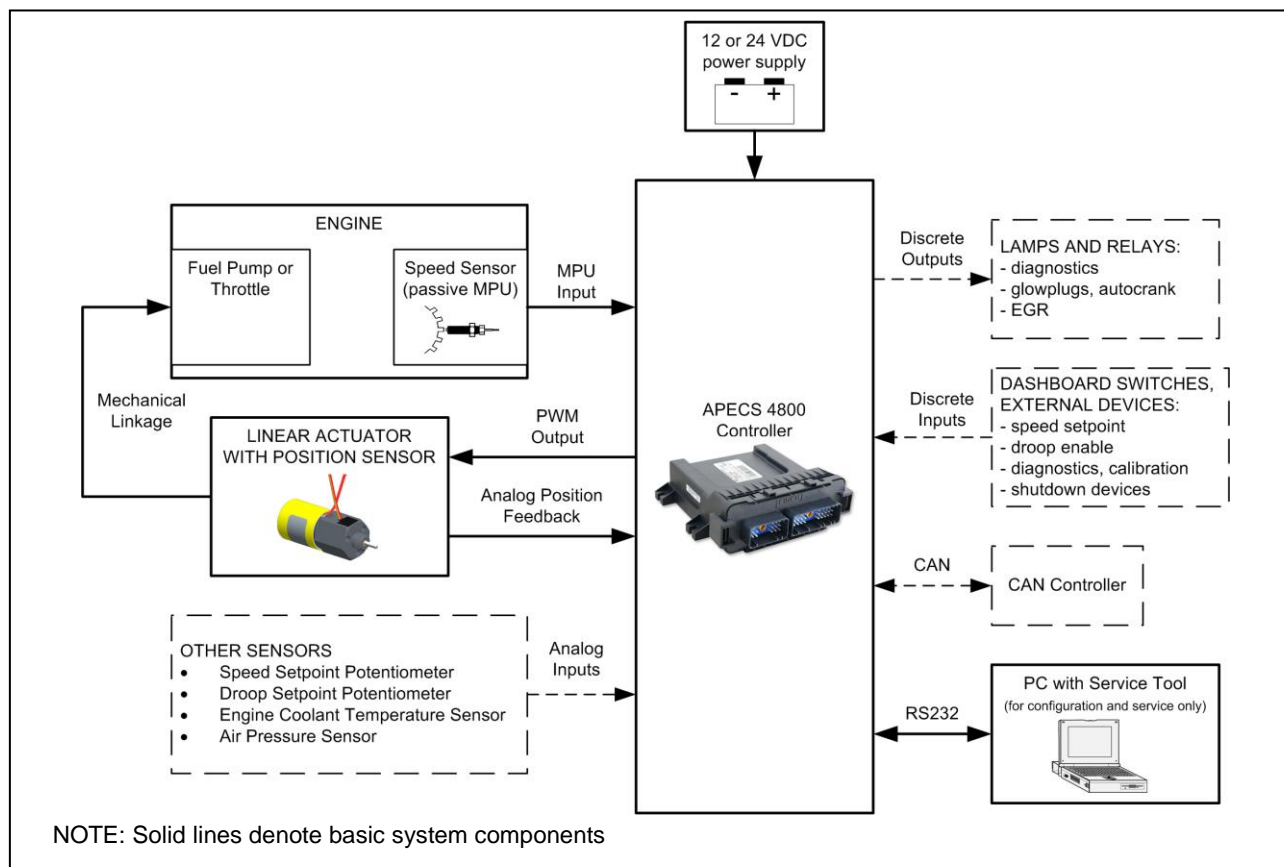 12 or 24 VDC
power supply
- +
ENGINE
Fuel Pump or
Throttle
Speed Sensor
(passive MPU)
MPU
Input
Mechanical
Linkage
LINEAR ACTUATOR
WITH POSITION SENSOR
PWM
Output
Analog Position
Feedback
OTHER SENSORS
• Speed Setpoint Potentiometer
• Droop Setpoint Potentiometer
• Engine Coolant Temperature Sensor
• Air Pressure Sensor
Analog
Inputs
APECS 4800
Controller
Discrete
Outputs
LAMPS AND RELAYS:
- diagnostics
- glowplugs, autocrank
- EGR
Discrete
Inputs
DASHBOARD SWITCHES,
EXTERNAL DEVICES:
- speed setpoint
- droop enable
- diagnostics, calibration
- shutdown devices
CAN
CAN Controller
RS232
PC with Service Tool
(for configuration and service only)
NOTE: Solid lines denote basic system components